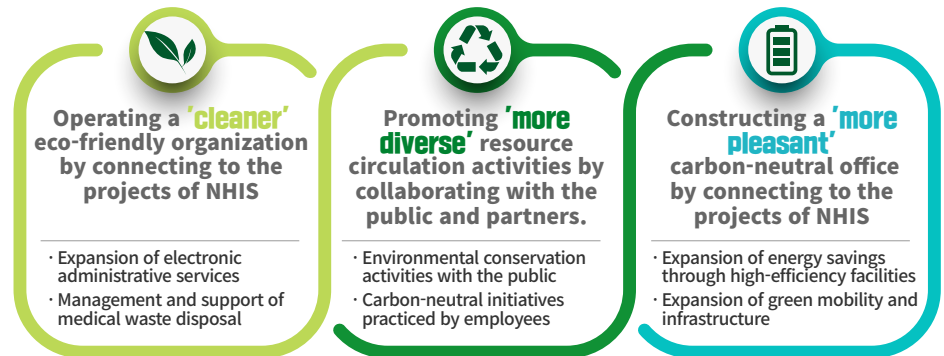 Operating a 'cleaner'
eco-friendly organization
by connecting to the
projects of NHIS
· Expansion of electronic
administrative services
· Management and support of
medical waste disposal
Promoting 'more
diverse' resource
circulation activities by
collaborating with the
public and partners.
· Environmental conservation
activities with the public
· Carbon-neutral initiatives
practiced by employees
Constructing a 'more
pleasant'
carbon-neutral office
by connecting to the
projects of NHIS
· Expansion of energy savings
through high-efficiency facilities
· Expansion of green mobility and
infrastructure